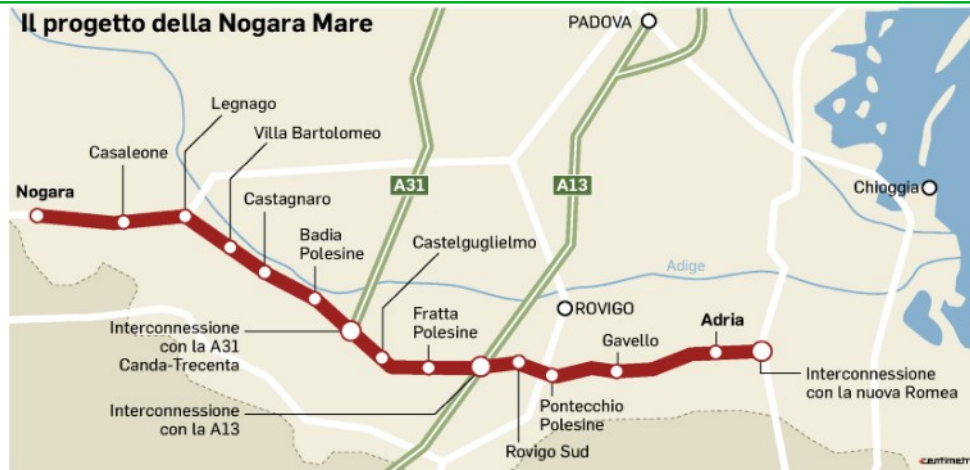 Il progetto della Nogara Mare
PADOVA
Legnago
Villa Bartolomeo
Casaleone
A31
A13
Chioggia
Nogara
Castagnaro
Badia
Polesine
Castelguglielmo
Adige
Interconnessione
con la A31
Canda-Trecenta
Fratta
Polesine
ROVIGO
Adria
Gavello
Interconnessione
con la nuova Romea
Interconnessione
con la A13
Pontecchio
Polesine
Rovigo Sud
centimetri